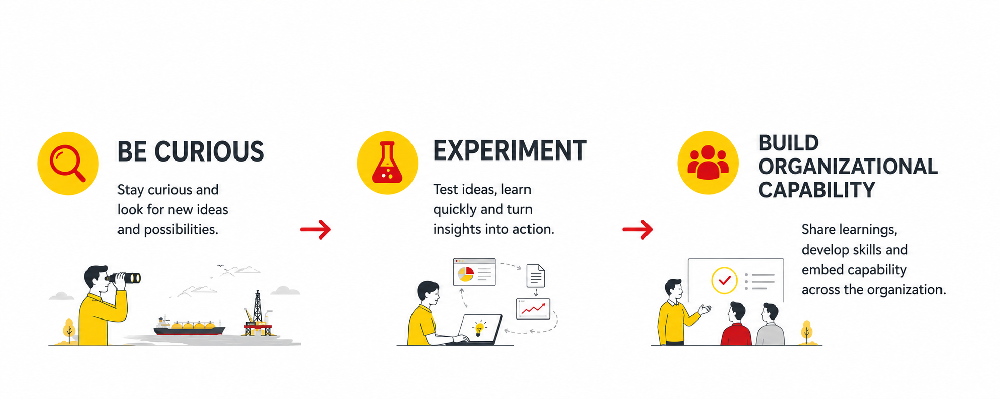 BE CURIOUS
Stay curious and
look for new ideas
and possibilities.
EXPERIMENT
Test ideas, learn
quickly and turn
insights into action.
BUILD
ORGANIZATIONAL
CAPABILITY
Share learnings,
develop skills and
embed capability
across the organization.